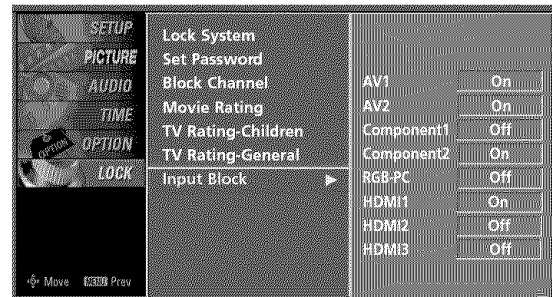 SETUP
PICTURE
AUDIO
TIME
OPTION
OPTION
LOCK
Move MENU Prev
Lock System
Set Password
Block Channel
Movie Rating
TV Rating-Children
TV Rating-General
Input Block
AV1 On
AV2 On
Component1 Off
Component2 On
RGB-PC Off
HDMI1 On
HDMI2 Off
HDMI3 Off